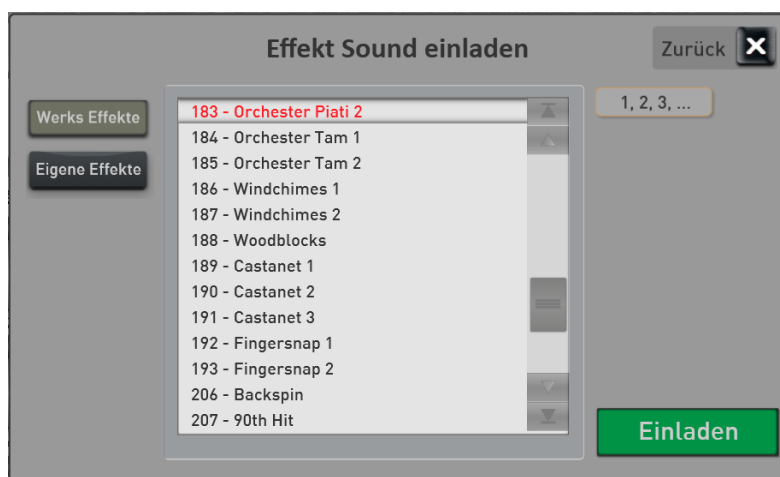 Effekt Sound einladen
Zurück
Werks Effekte
Eigene Effekte
183 - Orchester Piati 2
184 - Orchester Tam 1
185 - Orchester Tam 2
186 - Windchimes 1
187 - Windchimes 2
188 - Woodblocks
189 - Castanet 1
190 - Castanet 2
191 - Castanet 3
192 - Fingersnap 1
193 - Fingersnap 2
206 - Backspin
207 - 90th Hit
1, 2, 3, ...
Einladen